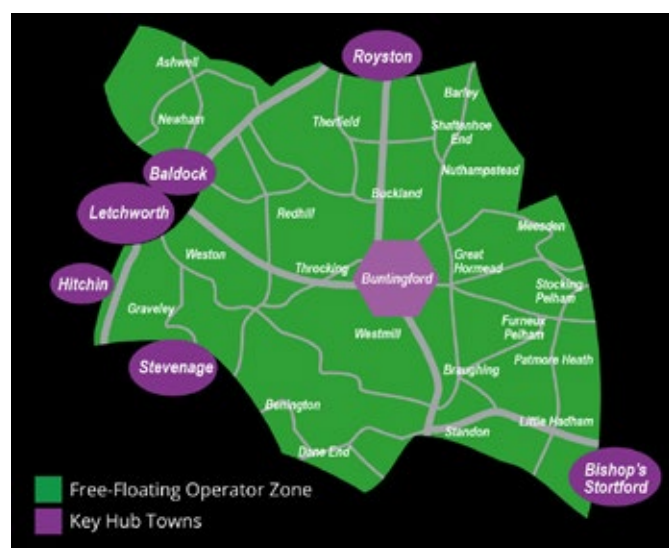 Royston
Ashwell
Barley
Newham
Therfield
Shaftenhoe
End
Baldock
Nuthampstead
Buckland
Letchworth
Redhill
Meesden
Weston
Throcking
Great
Hormead
Buntingford
Hitchin
Stocking
Pelham
Graveley
Furneux
Pelham
Westmill
Patmore Heath
Stevenage
Braughing
Benington
Little Hadham
Standon
Dane End
Bishop's
Stortford
Free-Floating Operator Zone
Key Hub Towns